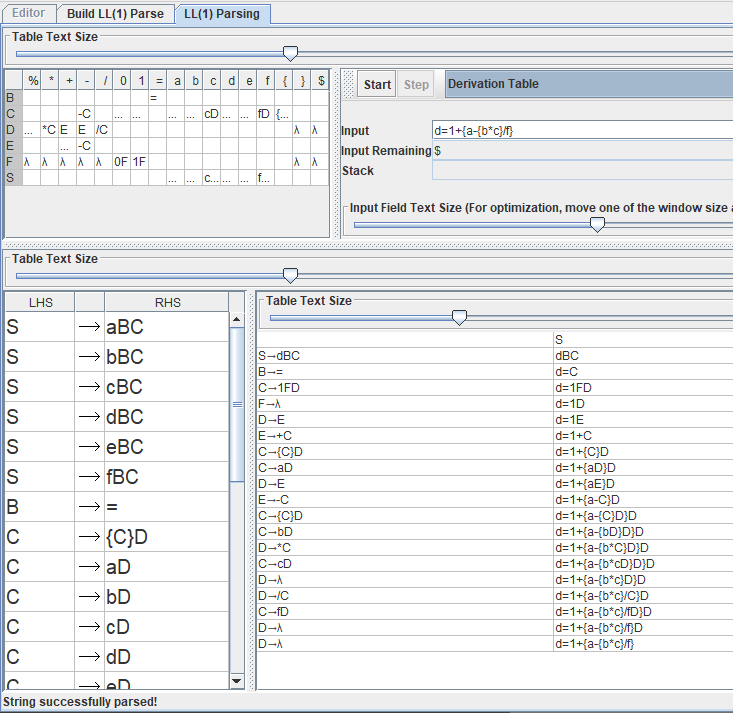 Editor Build LL(1) Parse LL(1) Parsing
Table Text Size
% * + - / 0 1 = a b c d e f { } $
B =
C -C ... ... ... ... cD ... ... fD {...
D ... *C E E /C λ λ
E ... -C
F λ λ λ λ λ 0F 1F λ λ
S ... ... c... ... ... f...
Start Step Derivation Table
Input d=1+{a-{b*c}/f}
Input Remaining $
Stack
Input Field Text Size (For optimization, move one of the window size
Table Text Size
LHS RHS
S → aBC
S → bBC
S → cBC
S → dBC
S → eBC
S → fBC
B → =
C → {C}D
C → aD
C → bD
C → cD
C → dD
C → eD
Table Text Size
S
S→dBC dBC
B→= d=C
C→1FD d=1FD
F→λ d=1D
D→E d=1E
E→+C d=1+C
C→{C}D d=1+{C}D
C→aD d=1+{aD}D
D→E d=1+{aE}D
E→-C d=1+{a-C}D
C→{C}D d=1+{a-{C}D}D
C→bD d=1+{a-{bD}D}D
D→*C d=1+{a-{b*C}D}D
C→cD d=1+{a-{b*cD}D}D
D→λ d=1+{a-{b*c}D}D
D→/C d=1+{a-{b*c}/C}D
C→fD d=1+{a-{b*c}/fD}D
D→λ d=1+{a-{b*c}/f}D
D→λ d=1+{a-{b*c}/f}
String successfully parsed!